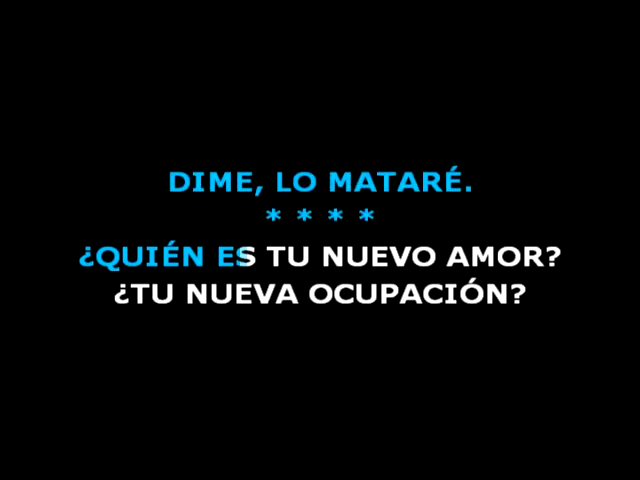 DIME, LO MATARÉ.
* * * *
¿QUIÉN ES TU NUEVO AMOR?
¿TU NUEVA OCUPACIÓN?